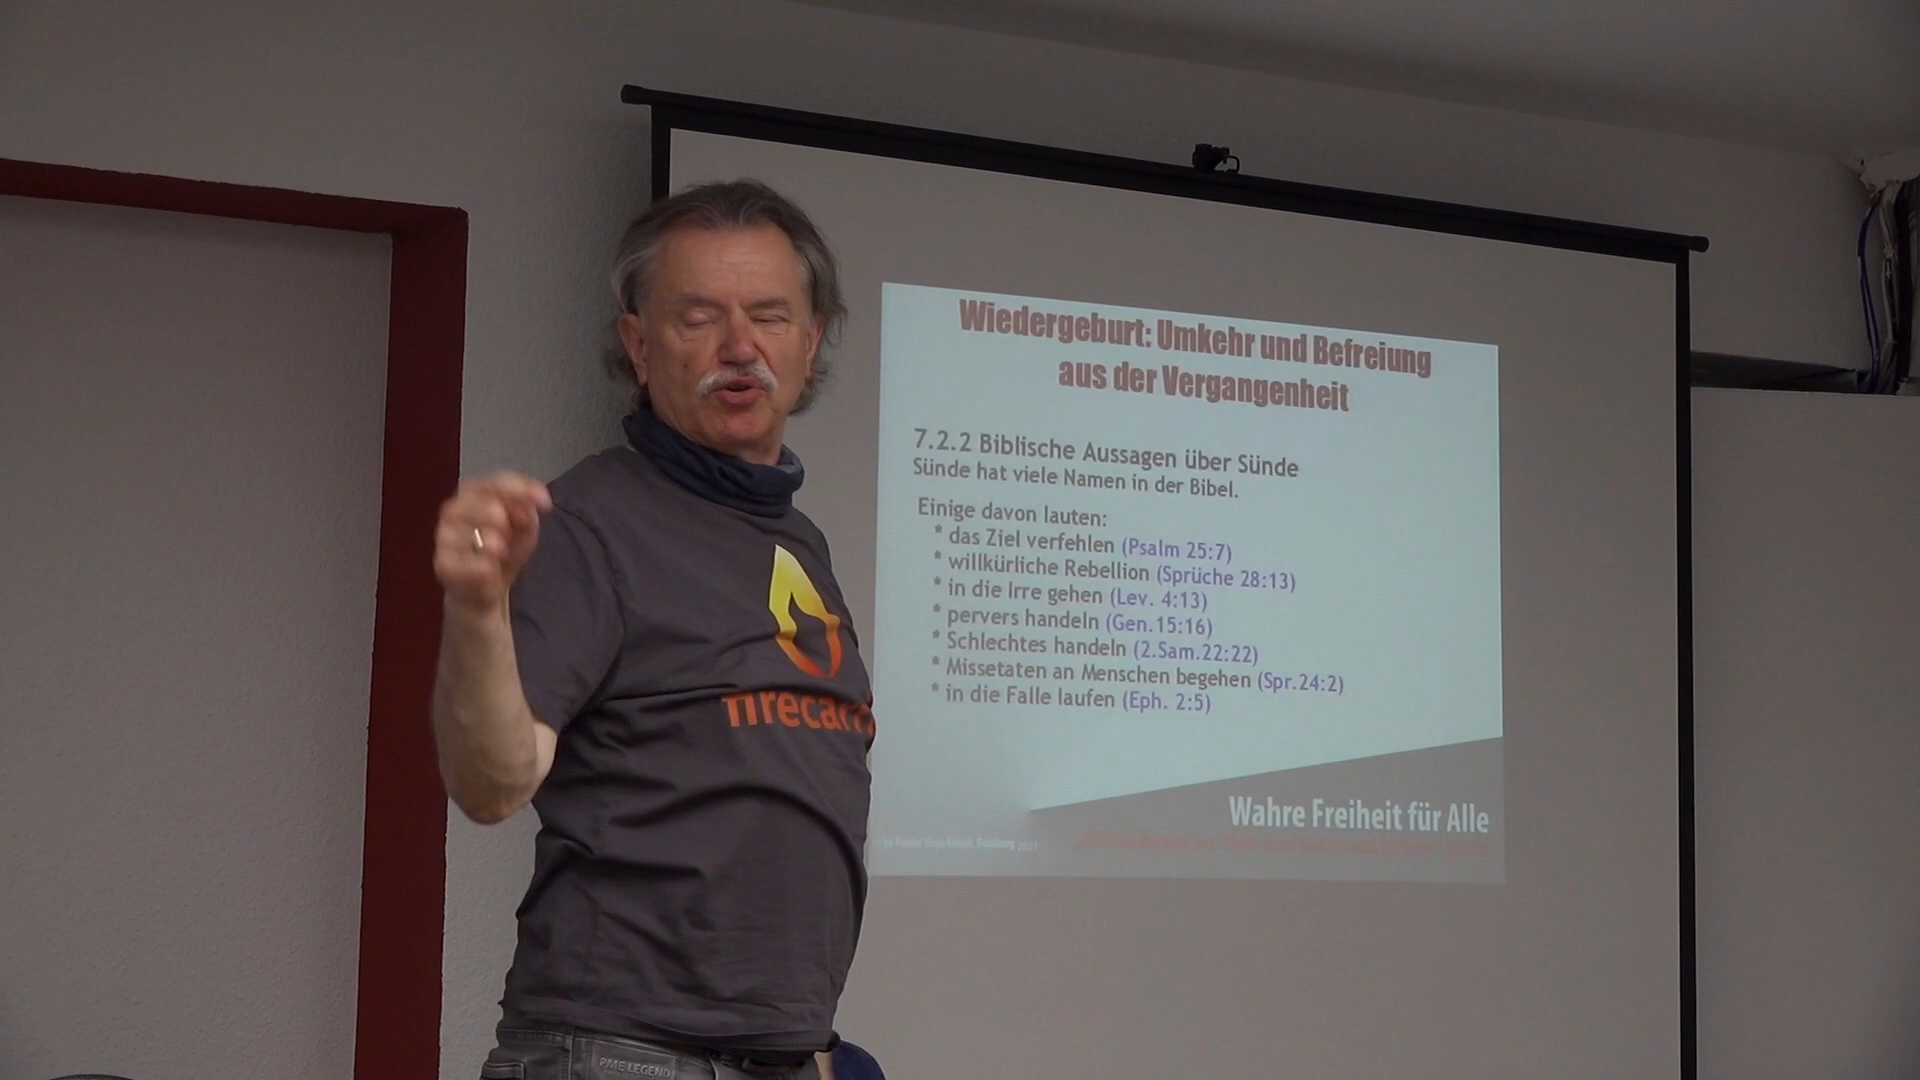 Wiedergeburt: Umkehr und Befreiung
aus der Vergangenheit
7.2.2 Biblische Aussagen über Sünde
Sünde hat viele Namen in der Bibel.
Einige davon lauten:
* das Ziel verfehlen (Psalm 25:7)
* willkürliche Rebellion (Sprüche 28:13)
* in die Irre gehen (Lev. 4:13)
* pervers handeln (Gen.15:16)
* Schlechtes handeln (2.Sam.22:22)
* Missetaten an Menschen begehen (Spr.24:2)
* in die Falle laufen (Eph. 2:5)
Wahre Freiheit für Alle
PME LEGEND